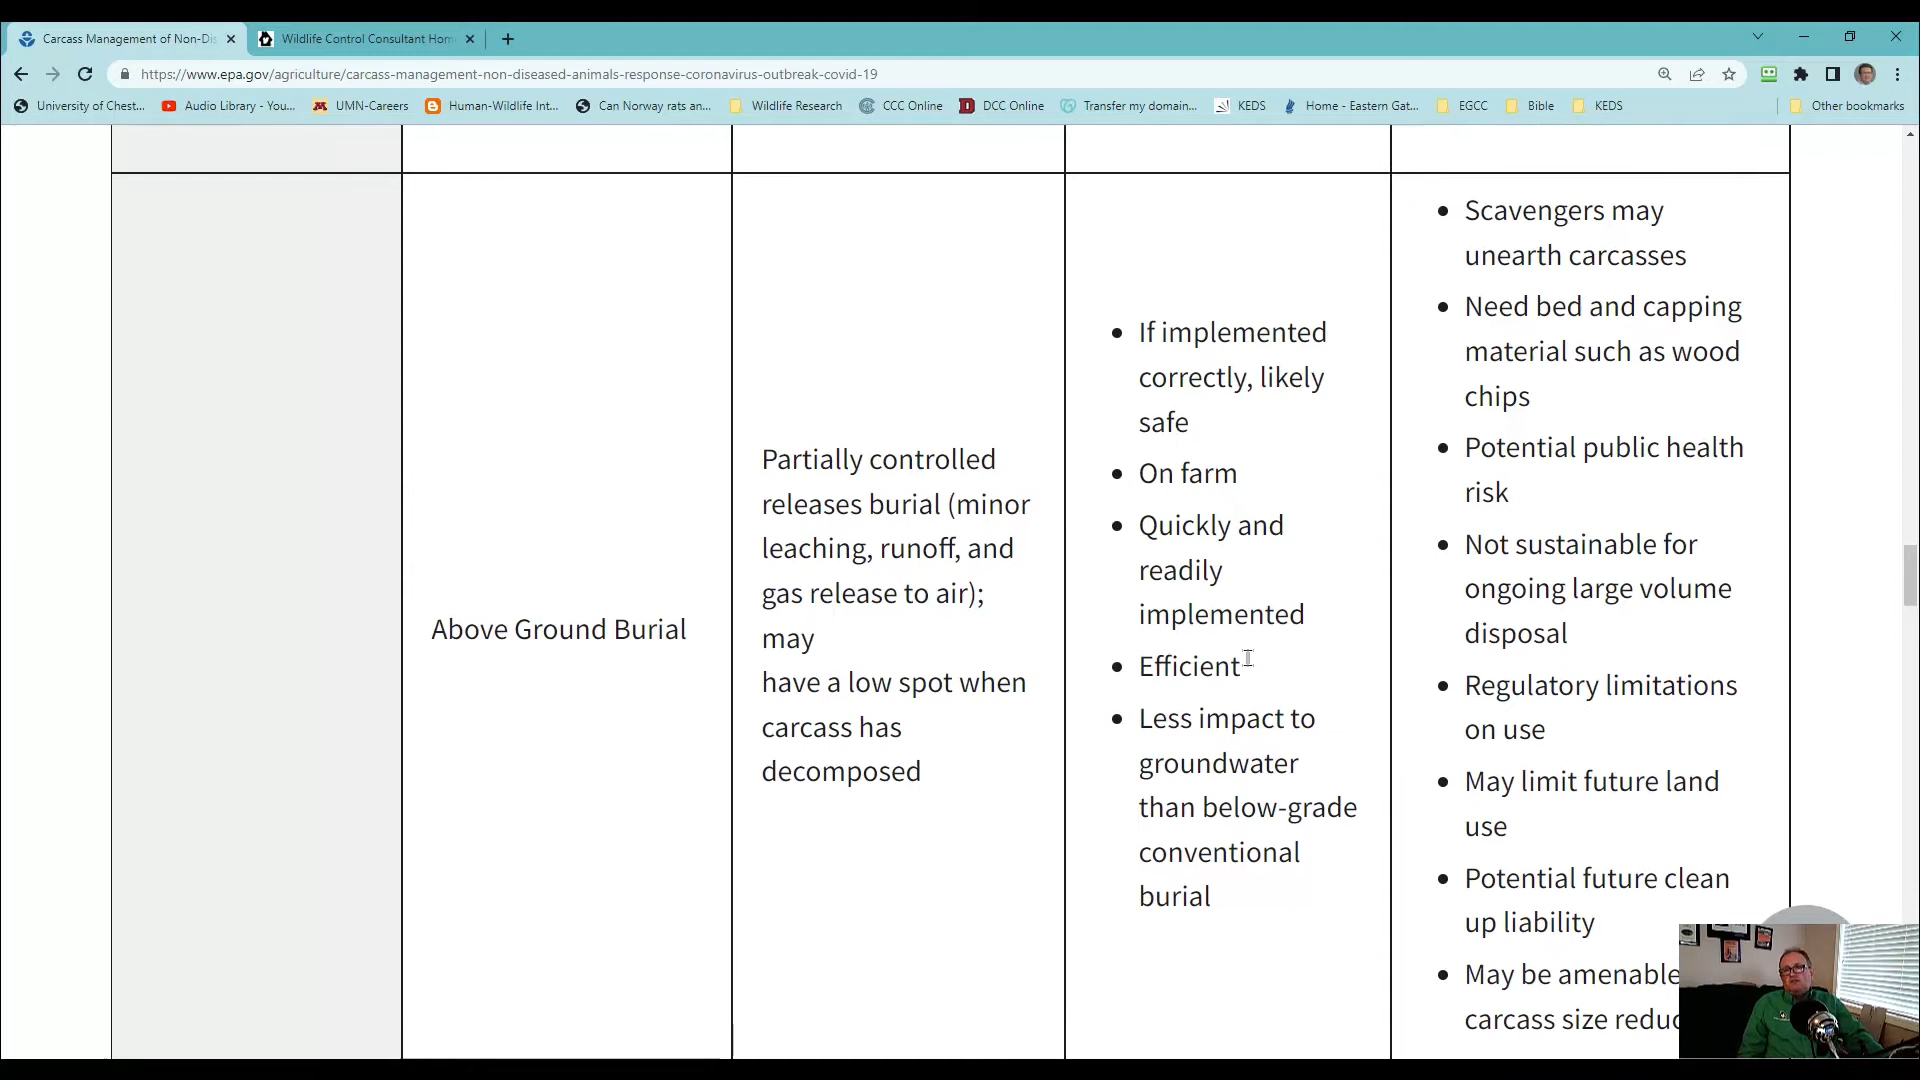 Carcass Management of Non-Dis
Wildlife Control Consultant Hom
https://www.epa.gov/agriculture/carcass-management-non-diseased-animals-response-coronavirus-outbreak-covid-19
University of Chest...
Audio Library - You...
UMN-Careers
Human-Wildlife Int...
Can Norway rats an...
Wildlife Research
CCC Online
DCC Online
Transfer my domain...
KEDS
Home - Eastern Gat...
EGCC
Bible
KEDS
Other bookmarks
Above Ground Burial
Partially controlled
releases burial (minor
leaching, runoff, and
gas release to air);
may
have a low spot when
carcass has
decomposed
• If implemented
correctly, likely
safe
• On farm
• Quickly and
readily
implemented
• Efficient
• Less impact to
groundwater
than below-grade
conventional
burial
• Scavengers may
unearth carcasses
• Need bed and capping
material such as wood
chips
• Potential public health
risk
• Not sustainable for
ongoing large volume
disposal
• Regulatory limitations
on use
• May limit future land
use
• Potential future clean
up liability
• May be amenable
carcass size reduc